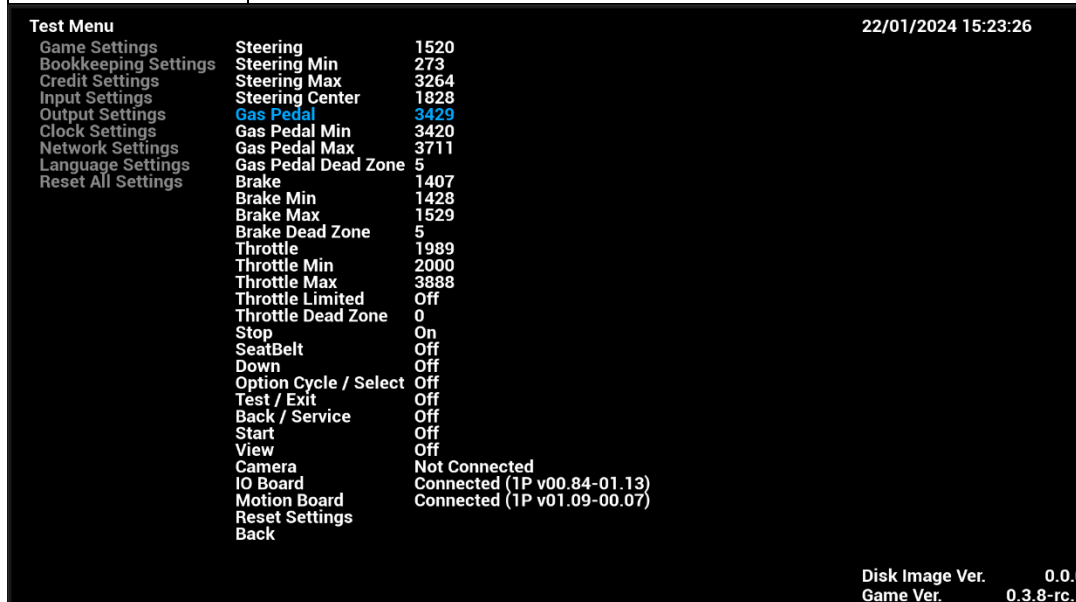 Test Menu 22/01/2024 15:23:26
Game Settings Steering 1520
Bookkeeping Settings Steering Min 273
Credit Settings Steering Max 3264
Input Settings Steering Center 1828
Output Settings Gas Pedal 3429
Clock Settings Gas Pedal Min 3420
Network Settings Gas Pedal Max 3711
Language Settings Gas Pedal Dead Zone 5
Reset All Settings Brake 1407
Brake Min 1428
Brake Max 1529
Brake Dead Zone 5
Throttle 1989
Throttle Min 2000
Throttle Max 3888
Throttle Limited Off
Throttle Dead Zone 0
Stop On
SeatBelt Off
Down Off
Option Cycle / Select Off
Test / Exit Off
Back / Service Off
Start Off
View Off
Camera Not Connected
IO Board Connected (1P v00.84-01.13)
Motion Board Connected (1P v01.09-00.07)
Reset Settings
Back
Disk Image Ver. 0.0.
Game Ver. 0.3.8-rc.